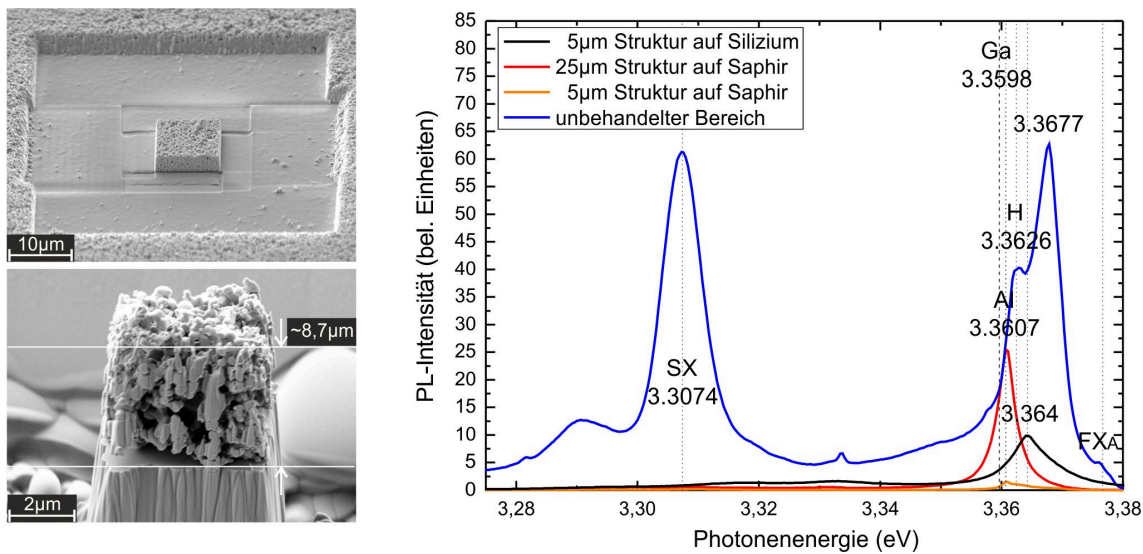 10µm
~8,7µm
2µm
PL-Intensität (bel. Einheiten)
85
80
75
70
65
60
55
50
45
40
35
30
25
20
15
10
5
0
5µm Struktur auf Silizium
25µm Struktur auf Saphir
5µm Struktur auf Saphir
unbehandelter Bereich
Ga
3.3598
3.3677
H
3.3626
Al
3.3607
SX
3.3074
3.364
FXA
3,28
3,30
3,32
3,34
3,36
3,38
Photonenenergie (eV)